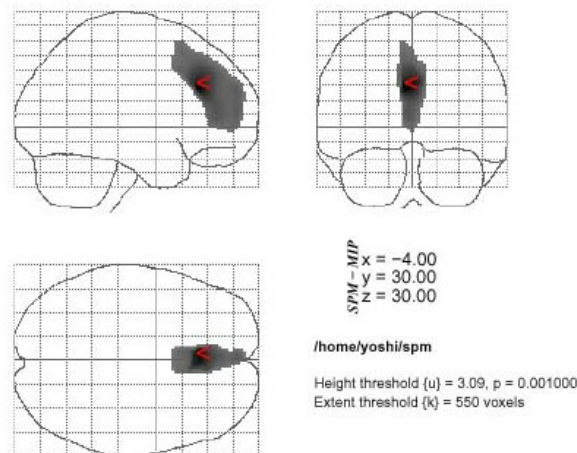 SPM-MIP
x = −4.00
y = 30.00
z = 30.00
/home/yoshi/spm
Height threshold {u} = 3.09, p = 0.001000
Extent threshold {k} = 550 voxels